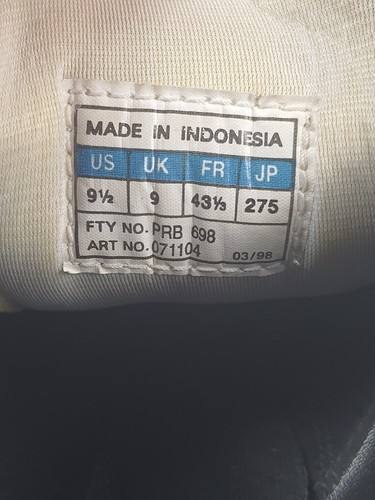 MADE IN INDONESIA
US UK FR JP
9½ 9 43⅓ 275
FTY NO. PRB 698
ART NO. 071104 03/98